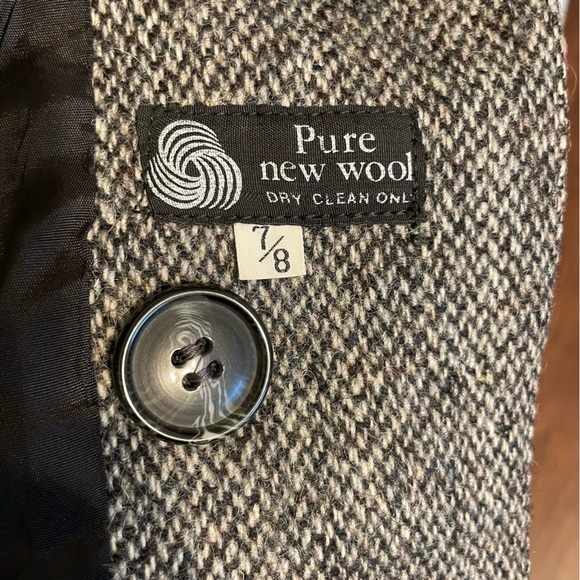 Pure
new wool
DRY CLEAN ONL
7/8